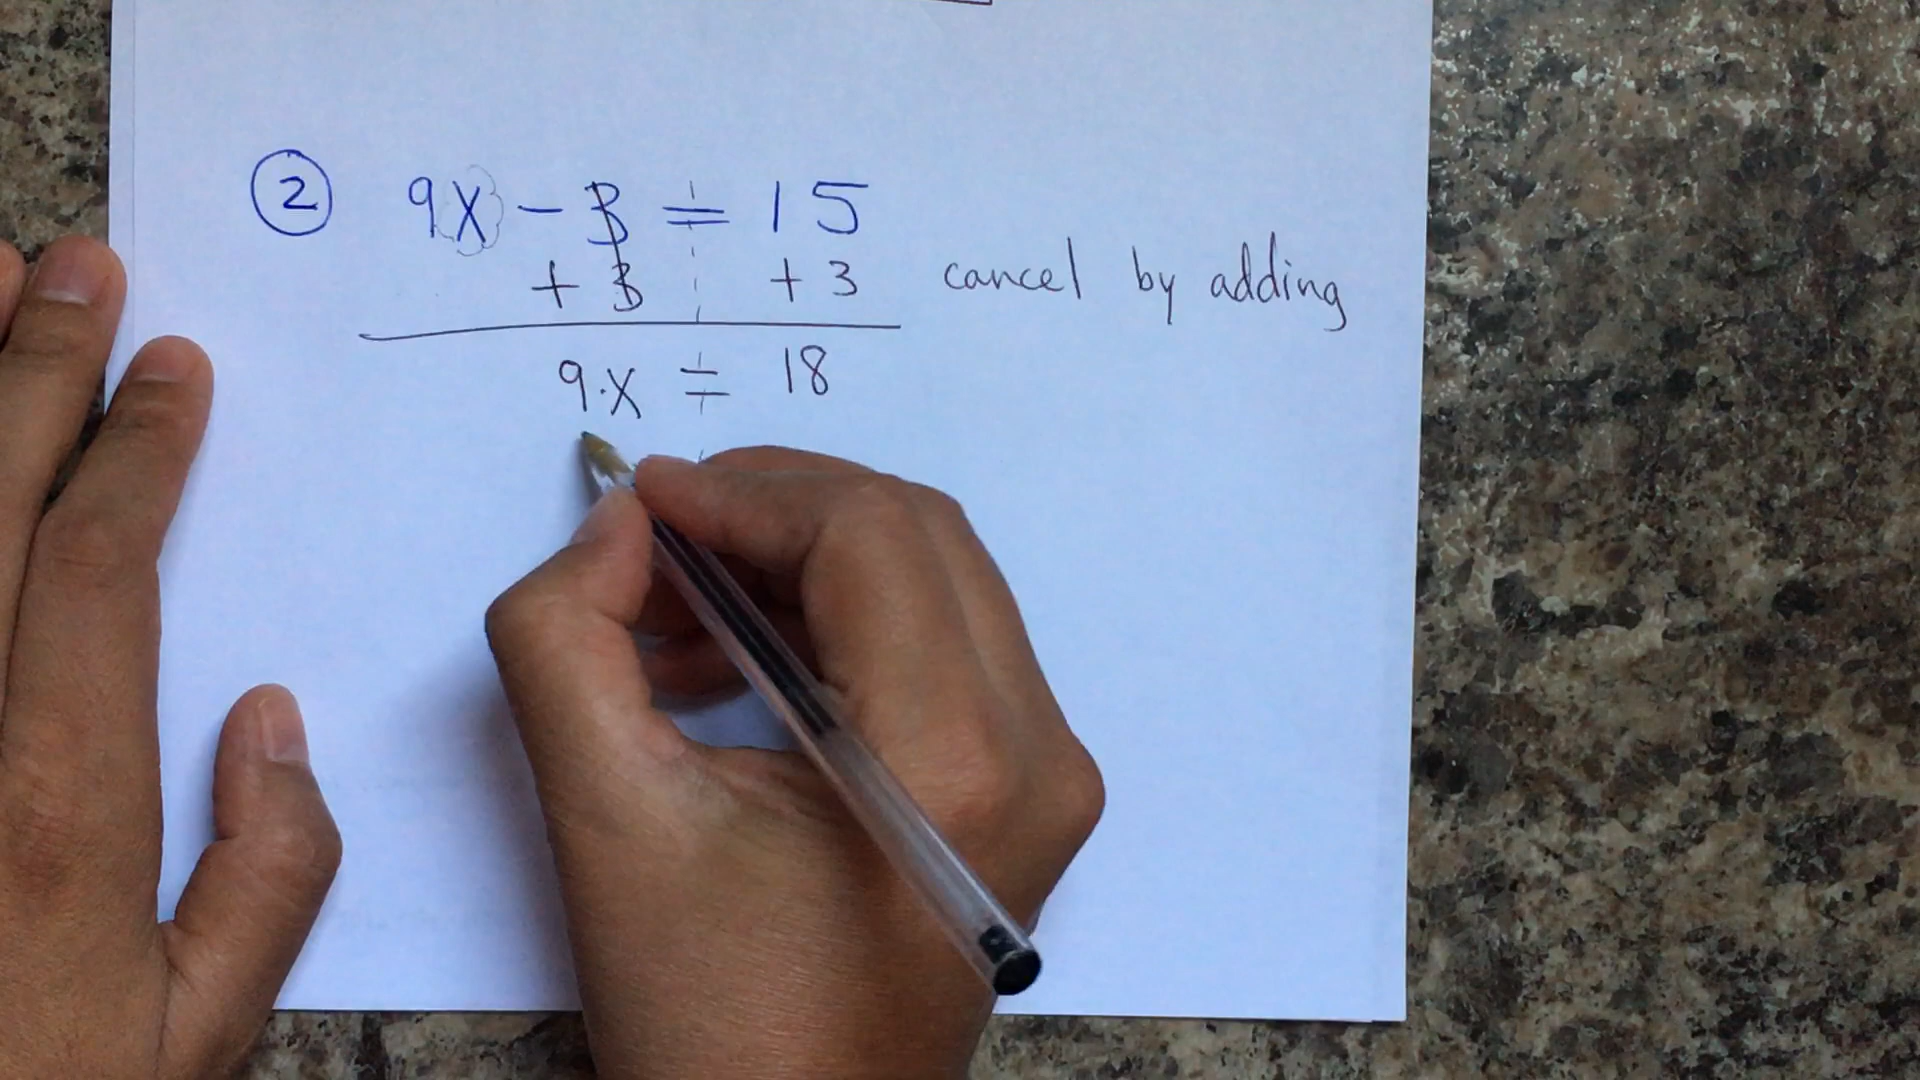 ② 9x - 3 = 15
+ 3 + 3 cancel by adding
9·x = 18